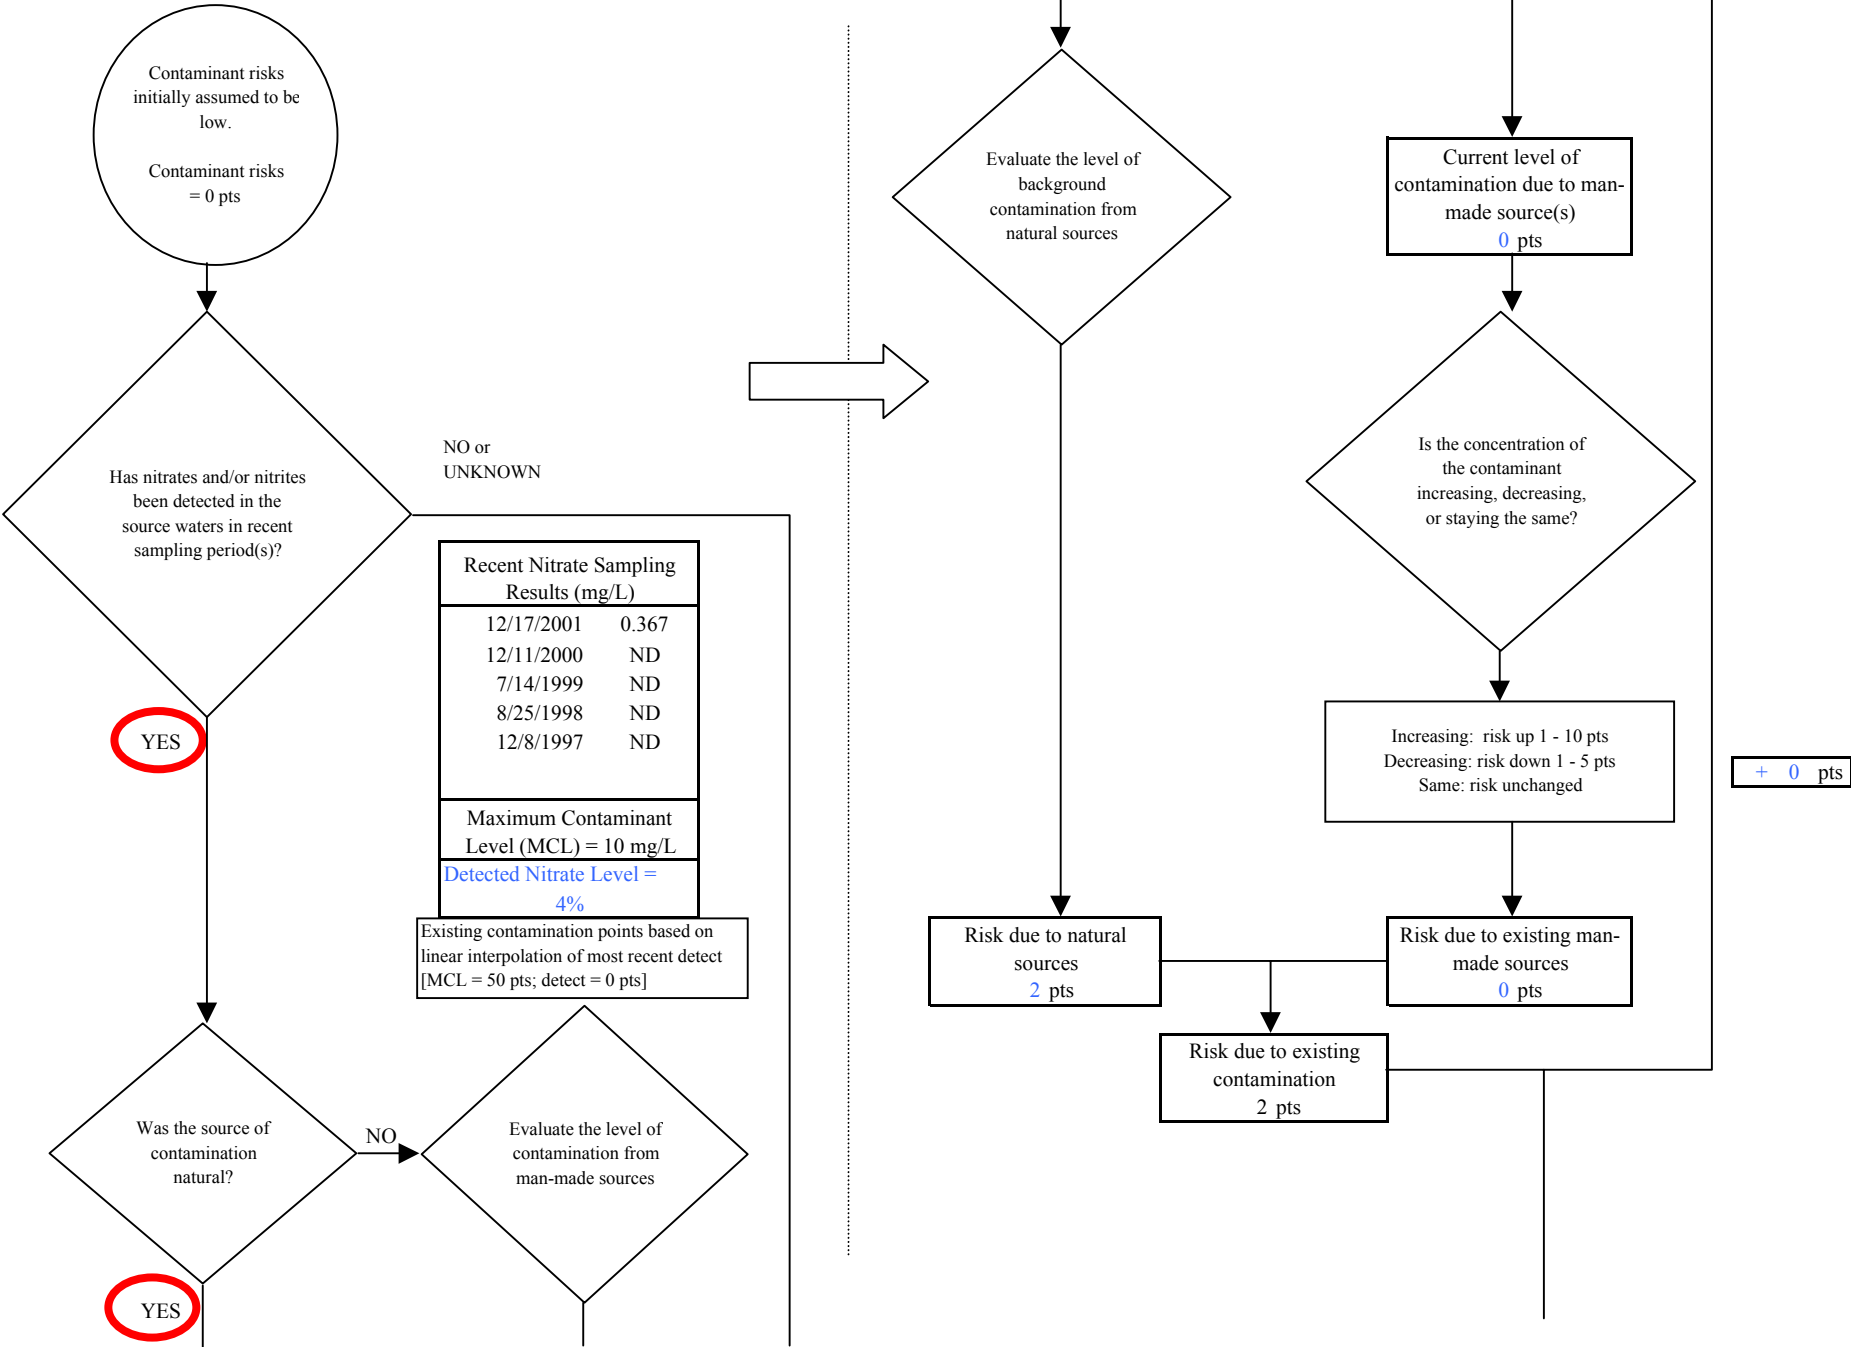 Contaminant risks
initially assumed to be
low.
Contaminant risks
= 0 pts
Has nitrates and/or nitrites
been detected in the
source waters in recent
sampling period(s)?
NO or
UNKNOWN
YES
Recent Nitrate Sampling
Results (mg/L)
12/17/2001 0.367
12/11/2000 ND
7/14/1999 ND
8/25/1998 ND
12/8/1997 ND
Maximum Contaminant
Level (MCL) = 10 mg/L
Detected Nitrate Level =
4%
Existing contamination points based on
linear interpolation of most recent detect
[MCL = 50 pts; detect = 0 pts]
Was the source of
contamination
natural?
NO
Evaluate the level of
contamination from
man-made sources
YES
Evaluate the level of
background
contamination from
natural sources
Current level of
contamination due to man-
made source(s)
0 pts
Is the concentration of
the contaminant
increasing, decreasing,
or staying the same?
Increasing: risk up 1 - 10 pts
Decreasing: risk down 1 - 5 pts
Same: risk unchanged
+ 0 pts
Risk due to natural
sources
2 pts
Risk due to existing man-
made sources
0 pts
Risk due to existing
contamination
2 pts